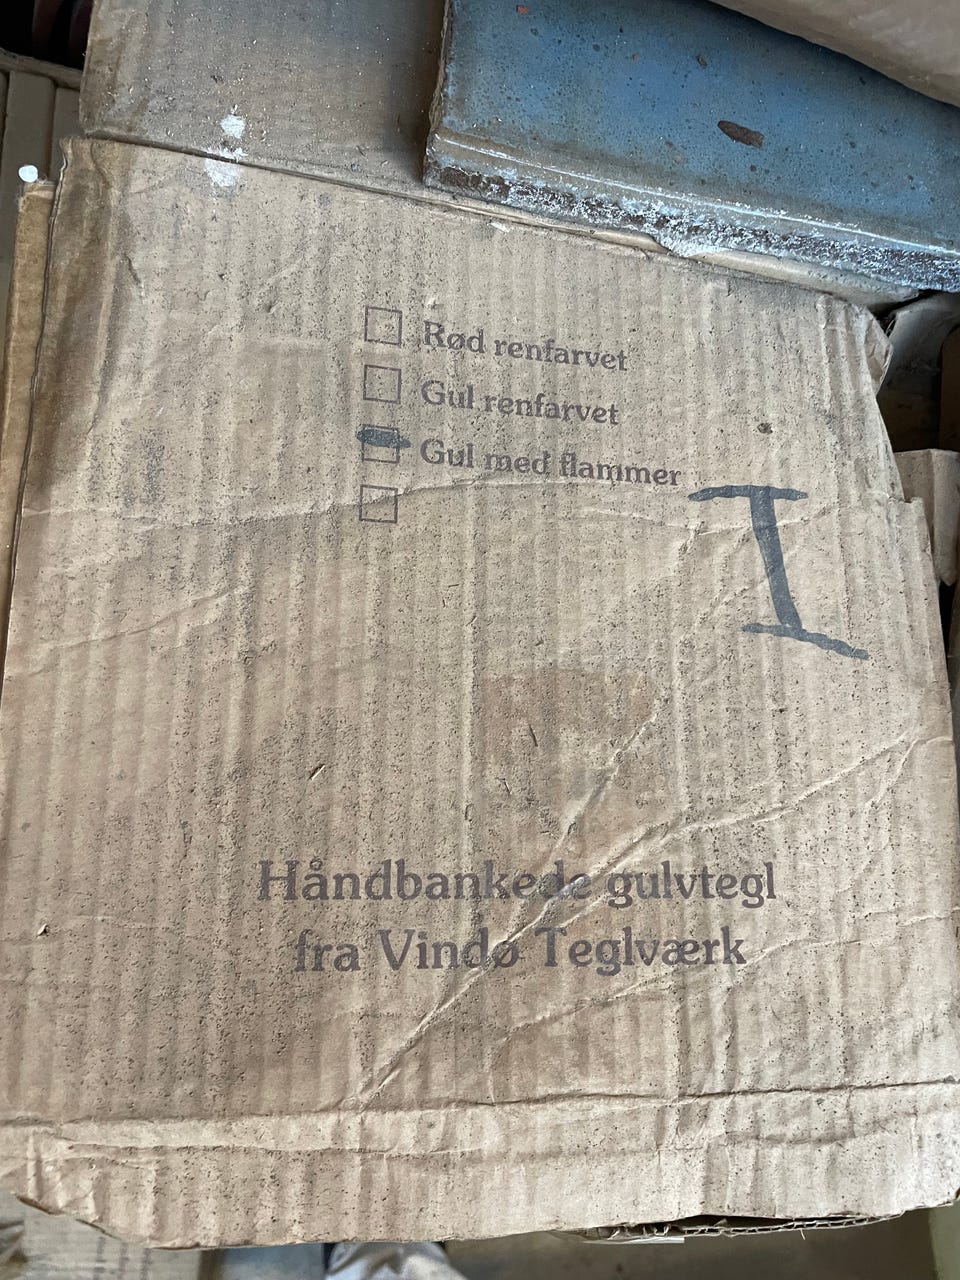 Rød renfarvet
Gul renfarvet
Gul med flammer
I
Håndbankede gulvtegl
fra Vindø Teglværk